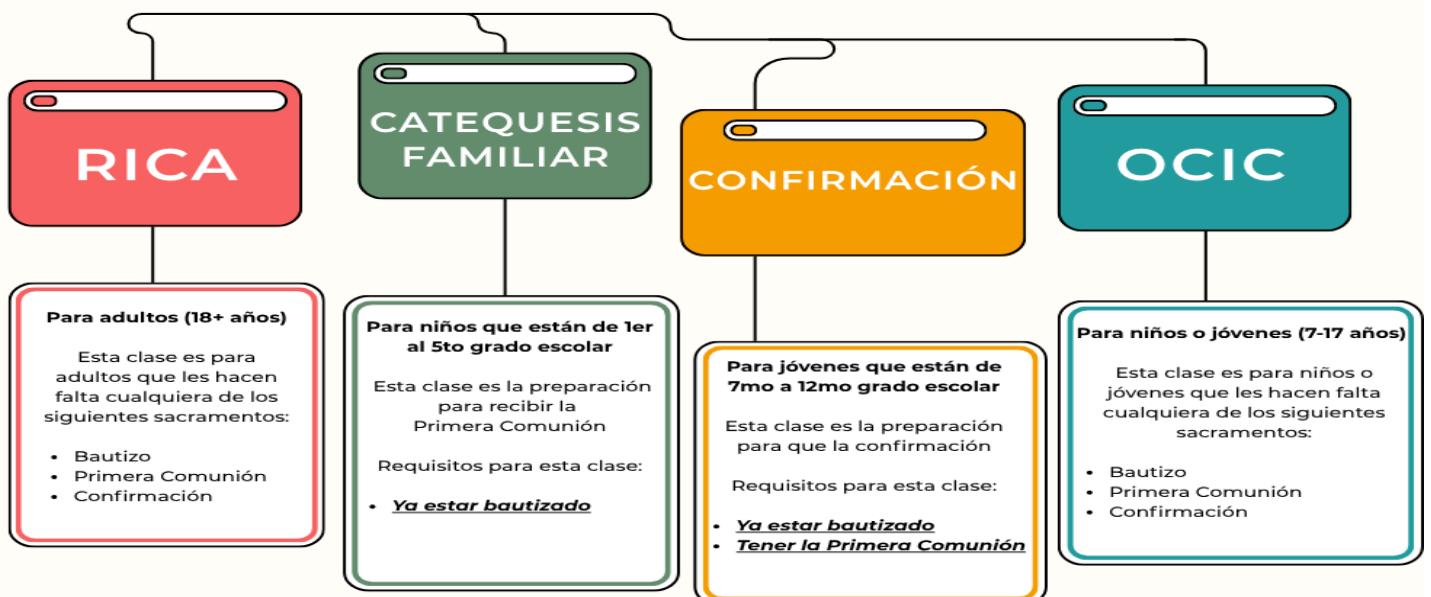 RICA
Para adultos (18+ años)
Esta clase es para
adultos que les hacen
falta cualquiera de los
siguientes sacramentos:
• Bautizo
• Primera Comunión
• Confirmación
CATEQUESIS
FAMILIAR
Para niños que están de 1er
al 5to grado escolar
Esta clase es la preparación
para recibir la
Primera Comunión
Requisitos para esta clase:
• Ya estar bautizado
CONFIRMACIÓN
Para jóvenes que están de
7mo a 12mo grado escolar
Esta clase es la preparación
para que la confirmación
Requisitos para esta clase:
• Ya estar bautizado
• Tener la Primera Comunión
OCIC
Para niños o jóvenes (7-17 años)
Esta clase es para niños o
jóvenes que les hacen falta
cualquiera de los siguientes
sacramentos:
• Bautizo
• Primera Comunión
• Confirmación